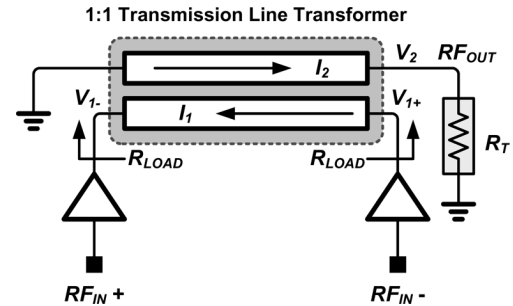 1:1 Transmission Line Transformer
V2 RFOUT
I2
V1- I1 V1+
RLOAD RLOAD RT
RFIN + RFIN -